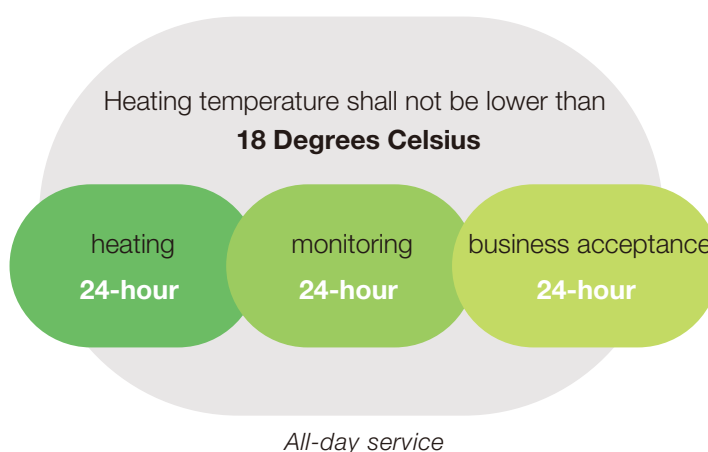 Heating temperature shall not be lower than
18 Degrees Celsius
heating
24-hour
monitoring
24-hour
business acceptance
24-hour
All-day service